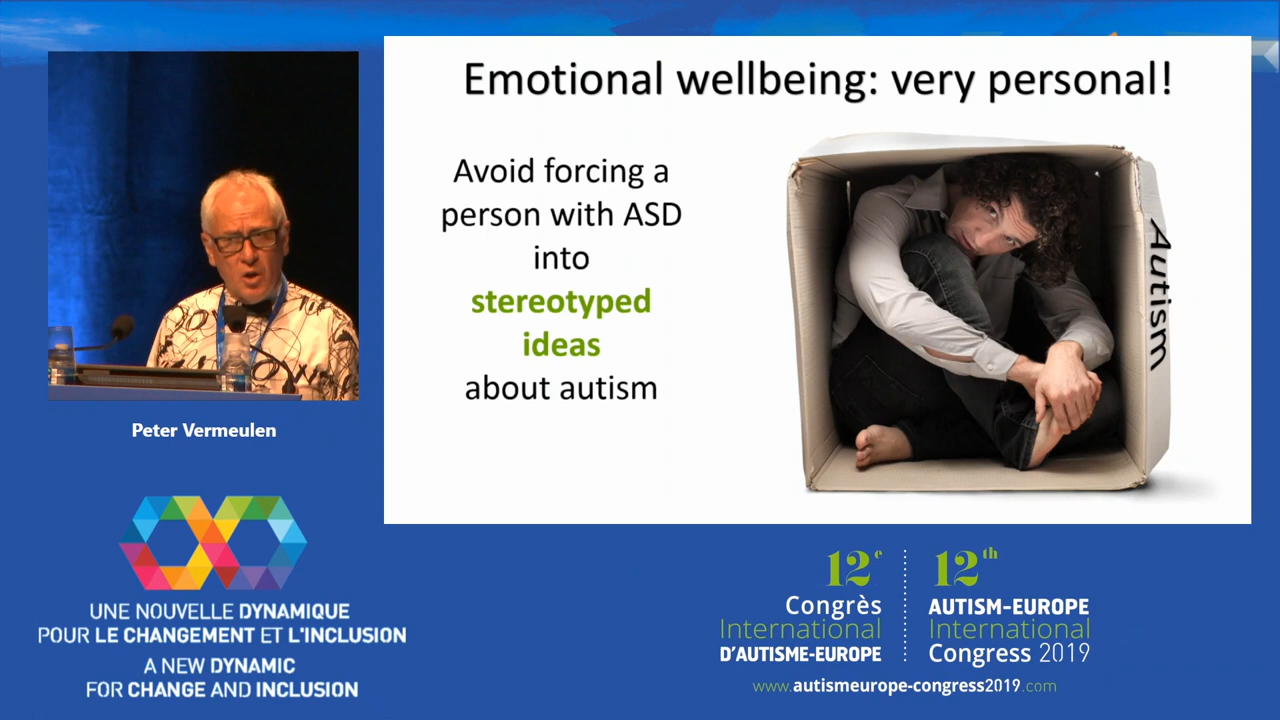 Emotional wellbeing: very personal!
Avoid forcing a
person with ASD
into
stereotyped
ideas
about autism
Autism
Peter Vermeulen
UNE NOUVELLE DYNAMIQUE
POUR LE CHANGEMENT ET L'INCLUSION
A NEW DYNAMIC
FOR CHANGE AND INCLUSION
12e
Congrès
International
D'AUTISME-EUROPE
12th
AUTISM-EUROPE
International
Congress 2019
www.autismeurope-congress2019.com